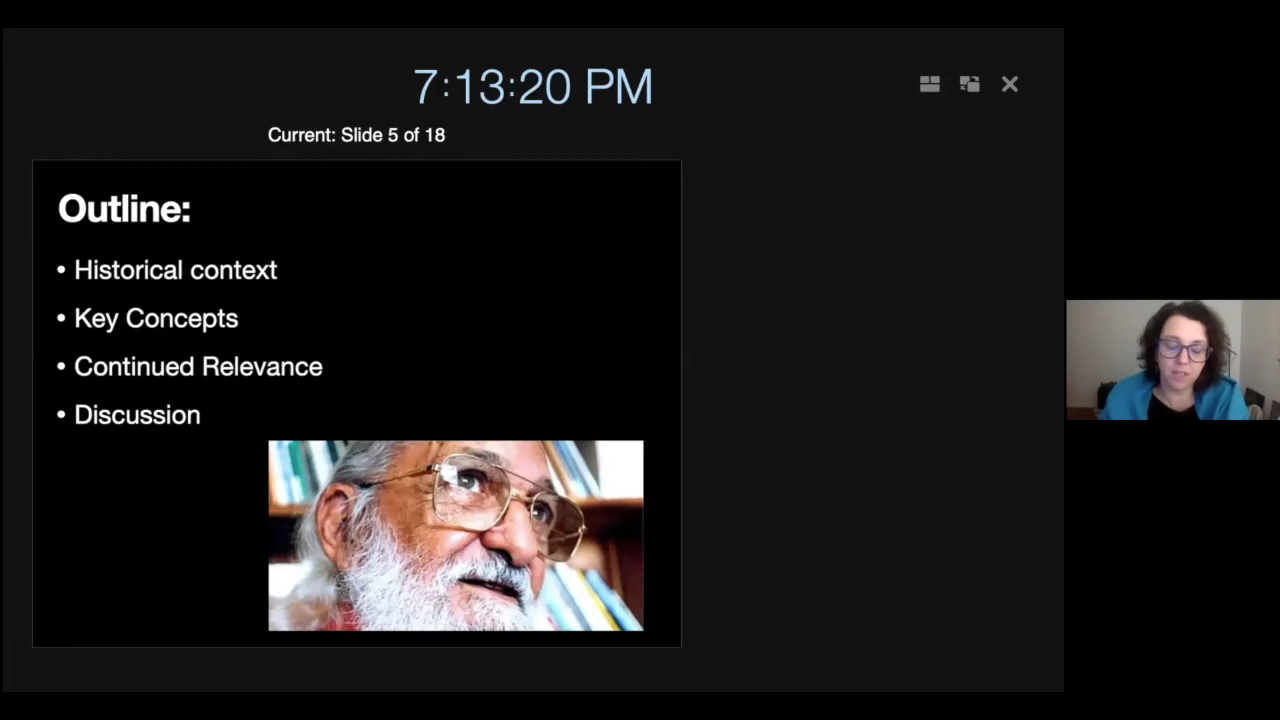 7:13:20 PM
Current: Slide 5 of 18
Outline:
• Historical context
• Key Concepts
• Continued Relevance
• Discussion